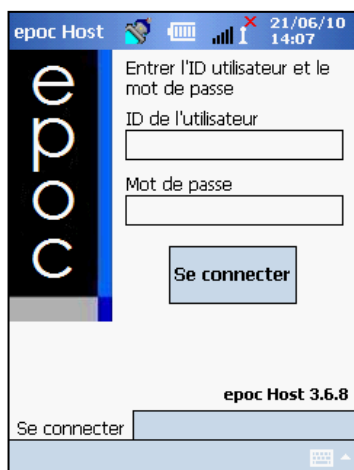 epoc Host
21/06/10
14:07
epoc
Entrer l'ID utilisateur et le
mot de passe
ID de l'utilisateur
Mot de passe
Se connecter
epoc Host 3.6.8
Se connecter